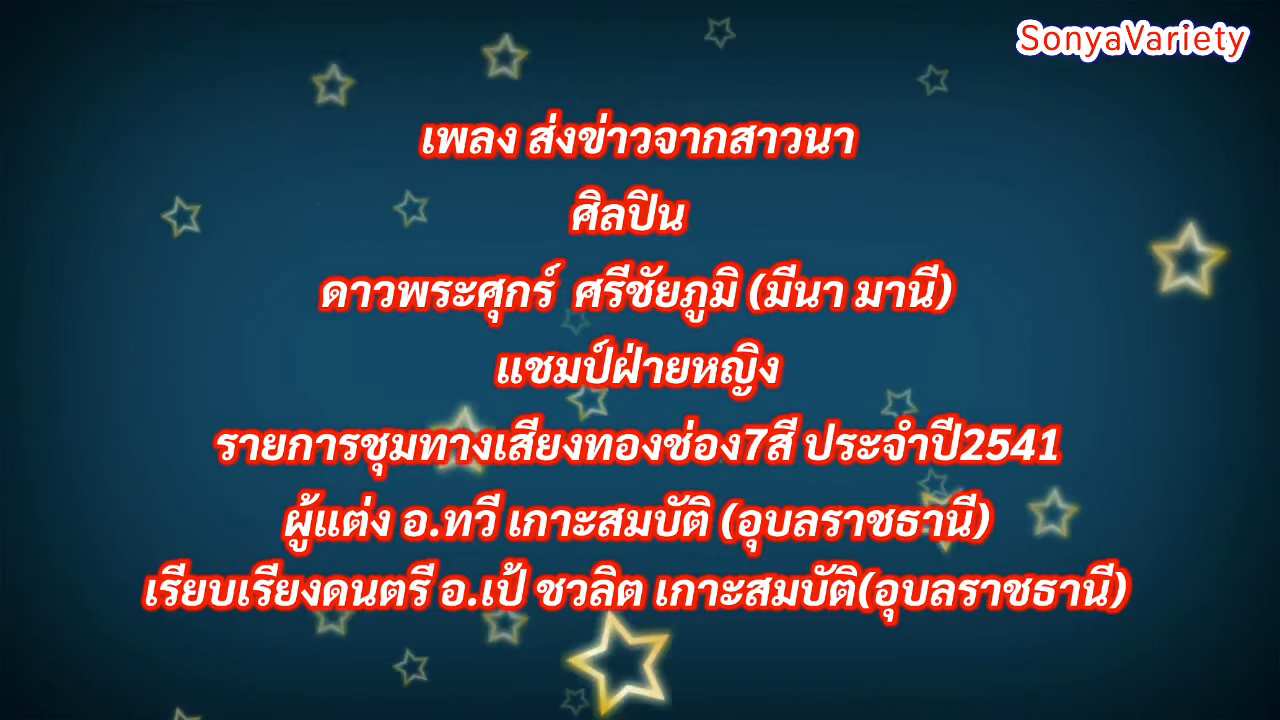 SonyaVariety
เพลง ส่งข่าวจากสาวนา
ศิลปิน
ดาวพระศุกร์ ศรีชัยภูมิ (มีนา มานี)
แชมป์ฝ่ายหญิง
รายการชุมทางเสียงทองช่อง7สี ประจำปี2541
ผู้แต่ง อ.ทวี เกาะสมบัติ (อุบลราชธานี)
เรียบเรียงดนตรี อ.เป้ ชวลิต เกาะสมบัติ(อุบลราชธานี)